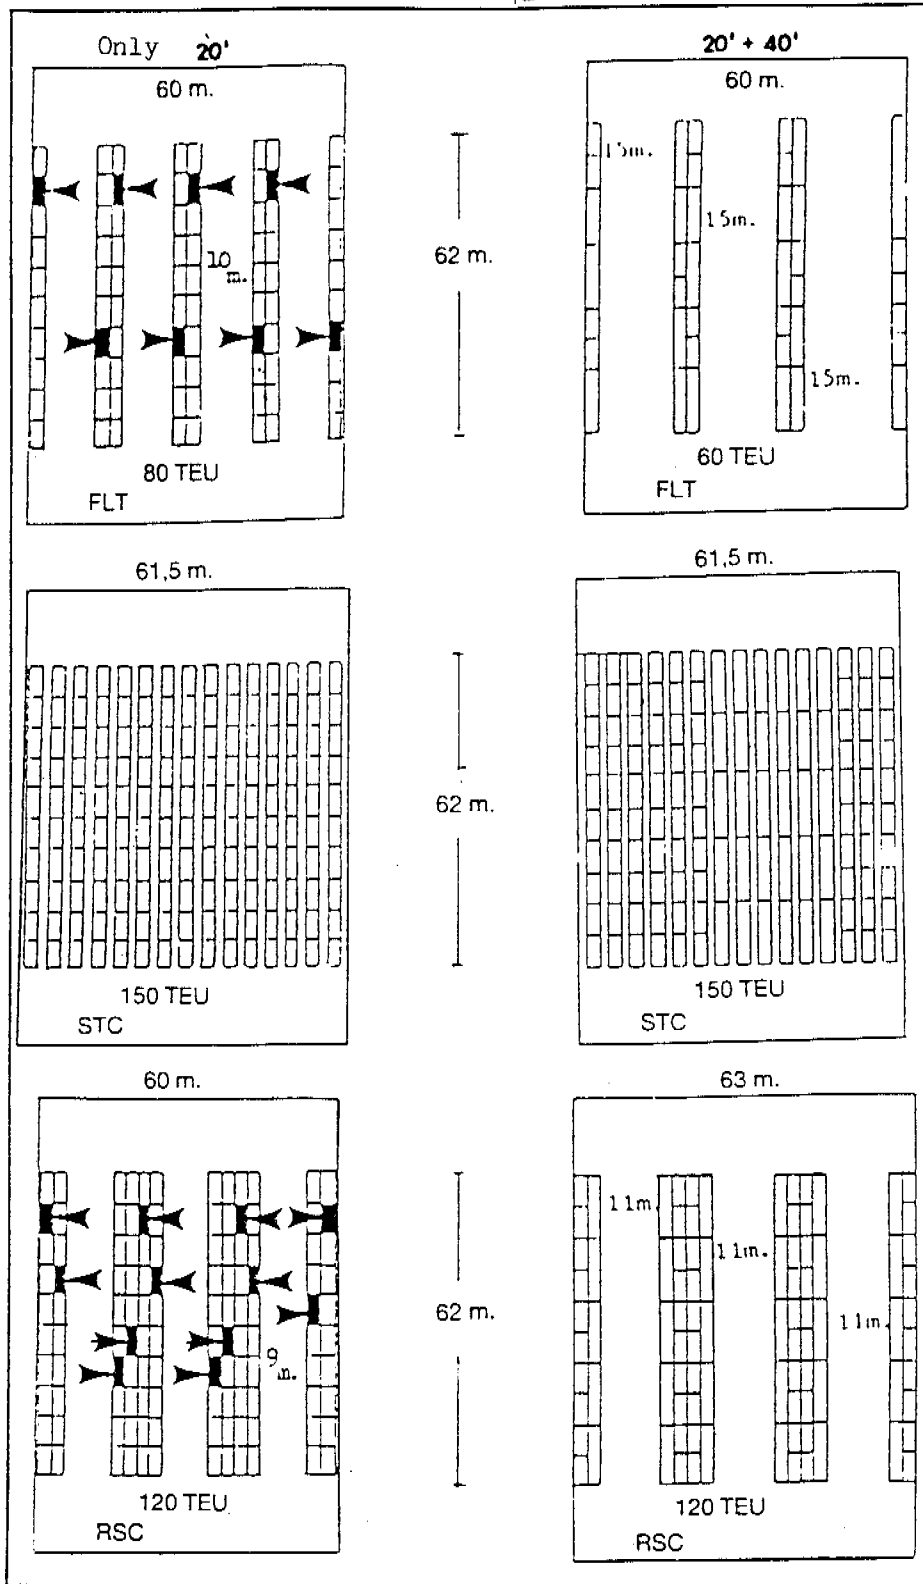 Only 20'
20' + 40'
60 m.
60 m.
15m.
15m.
10
m.
62 m.
15m.
80 TEU
60 TEU
FLT
FLT
61,5 m.
61,5 m.
62 m.
150 TEU
150 TEU
STC
STC
60 m.
63 m.
11m.
11m.
62 m.
11m.
9
m.
120 TEU
120 TEU
RSC
RSC